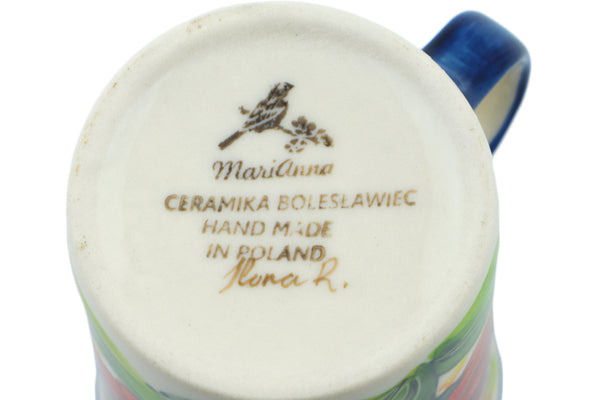 MariAnna
CERAMIKA BOLESŁAWIEC
HAND MADE
IN POLAND
Ilona R.